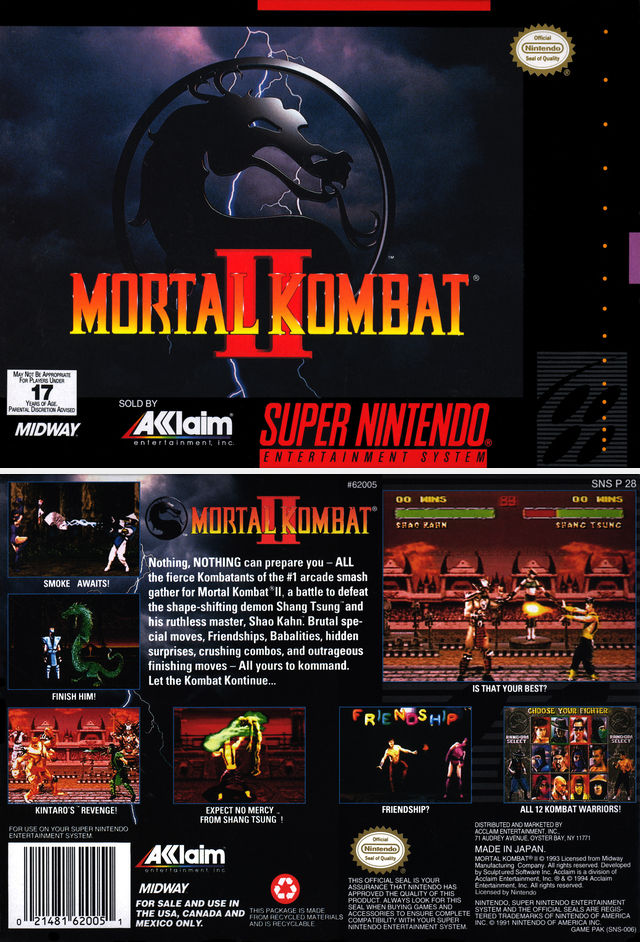 Official
Nintendo
Seal of Quality
®
™
II
MORTAL KOMBAT®
MAY NOT BE APPROPRIATE
FOR PLAYERS UNDER
17
YEARS OF AGE.
PARENTAL DISCRETION ADVISED
MIDWAY
SOLD BY
AKKlaim®
entertainment, inc.
SUPER NINTENDO®
ENTERTAINMENT SYSTEM
#62005
SNS P 28
II
MORTAL KOMBAT®
SMOKE AWAITS!
FINISH HIM!
Nothing, NOTHING can prepare you – ALL
the fierce Kombatants of the #1 arcade smash
gather for Mortal Kombat® II, a battle to defeat
the shape-shifting demon Shang Tsung™ and
his ruthless master, Shao Kahn. Brutal spe-
cial moves, Friendships, Babalities, hidden
surprises, crushing combos, and outrageous
finishing moves – All yours to kommand.
Let the Kombat Kontinue...
00 WINS 89 00 WINS
SHAO KAHN SHANG TSUNG
IS THAT YOUR BEST?
KINTARO'S™ REVENGE!
EXPECT NO MERCY
FROM SHANG TSUNG !
FRIENDSHIP
FRIENDSHIP?
CHOOSE YOUR FIGHTER
RANDOM
SELECT
RANDOM
SELECT
ALL 12 KOMBAT WARRIORS!
FOR USE ON YOUR SUPER NINTENDO
ENTERTAINMENT SYSTEM.
0 21481 62005 1
AKKlaim®
entertainment, inc.
MIDWAY
FOR SALE AND USE IN
THE USA, CANADA AND
MEXICO ONLY.
THIS PACKAGE IS MADE
FROM RECYCLED MATERIALS
AND IS RECYCLABLE.
Official
Nintendo
Seal of Quality
®
THIS OFFICIAL SEAL IS YOUR
ASSURANCE THAT NINTENDO HAS
APPROVED THE QUALITY OF THIS
PRODUCT. ALWAYS LOOK FOR THIS
SEAL WHEN BUYING GAMES AND
ACCESSORIES TO ENSURE COMPLETE
COMPATIBILITY WITH YOUR SUPER
NINTENDO ENTERTAINMENT SYSTEM.
DISTRIBUTED AND MARKETED BY
ACCLAIM ENTERTAINMENT, INC.
71 AUDREY AVENUE, OYSTER BAY, NY 11771
MADE IN JAPAN.
MORTAL KOMBAT® II © 1993 Licensed from Midway
Manufacturing Company. All rights reserved. Developed
by Sculptured Software Inc. Acclaim is a division of
Acclaim Entertainment, Inc. ® & © 1994 Acclaim
Entertainment, Inc. All rights reserved.
Licensed by Nintendo
NINTENDO, SUPER NINTENDO ENTERTAINMENT
SYSTEM AND THE OFFICIAL SEALS ARE REGIS-
TERED TRADEMARKS OF NINTENDO OF AMERICA
INC. © 1991 NINTENDO OF AMERICA INC.
GAME PAK (SNS-006)